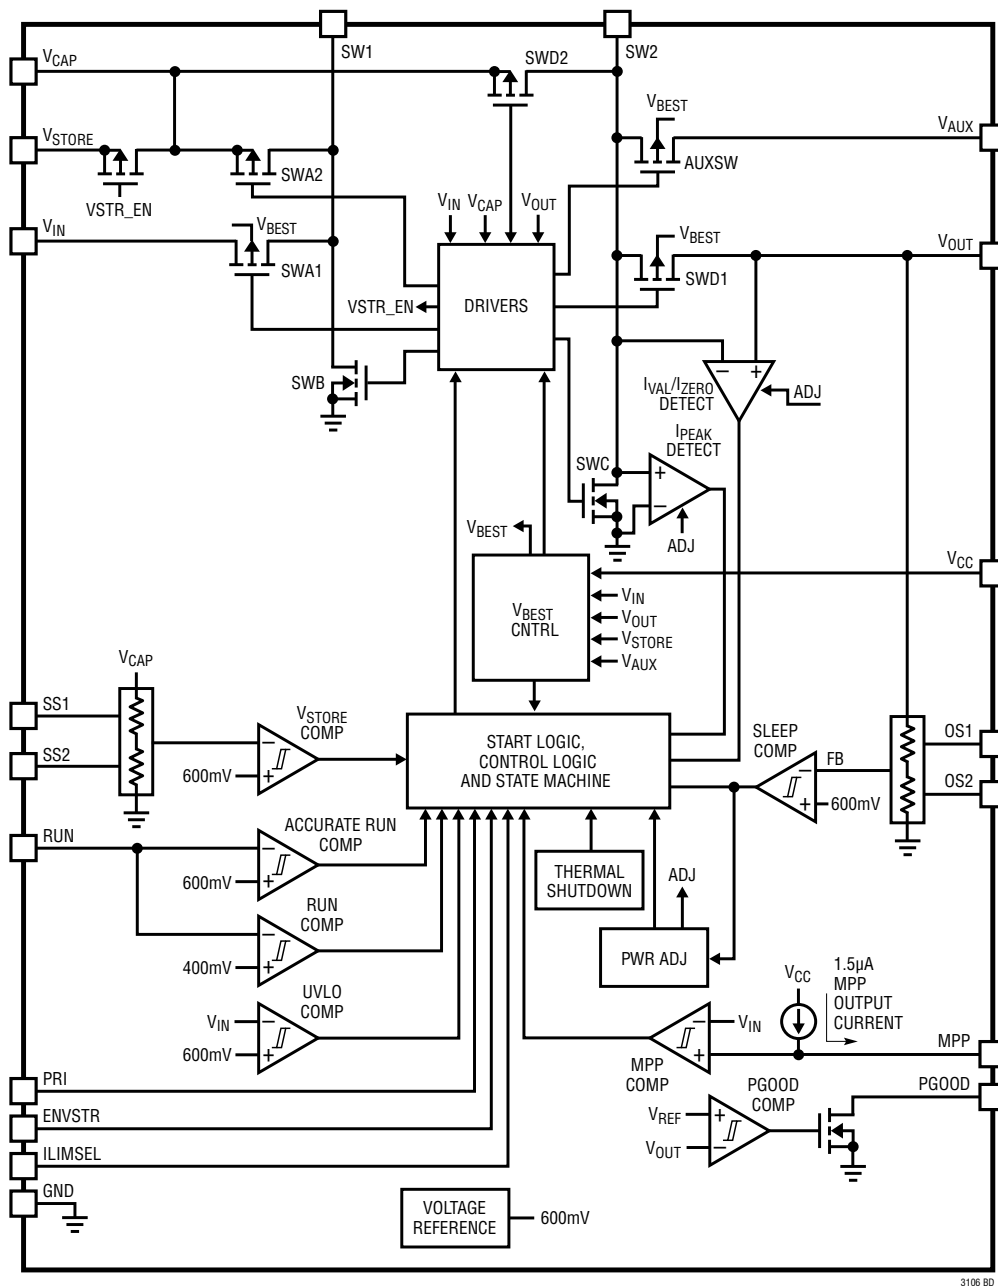 SW1
SW2
VCAP
SWD2
VBEST
VAUX
VSTORE
SWA2
AUXSW
VSTR_EN
VIN
VCAP
VOUT
VIN
VBEST
VBEST
VOUT
SWA1
SWD1
VSTR_EN
DRIVERS
SWB
IVAL/IZERO
DETECT
–
+
ADJ
IPEAK
DETECT
SWC
+
–
ADJ
VBEST
VCC
VBEST
CNTRL
VIN
VOUT
VSTORE
VAUX
VCAP
SS1
SS2
VSTORE
COMP
–
600mV
+
START LOGIC,
CONTROL LOGIC
AND STATE MACHINE
SLEEP
COMP
–
FB
+
600mV
OS1
OS2
RUN
ACCURATE RUN
COMP
–
600mV
+
THERMAL
SHUTDOWN
ADJ
RUN
COMP
–
400mV
+
PWR ADJ
UVLO
COMP
VIN
–
600mV
+
VCC
1.5µA
MPP
OUTPUT
CURRENT
–
VIN
+
MPP
MPP
COMP
PRI
PGOOD
COMP
PGOOD
VREF
+
VOUT
–
ENVSTR
ILIMSEL
GND
VOLTAGE
REFERENCE
600mV
3106 BD